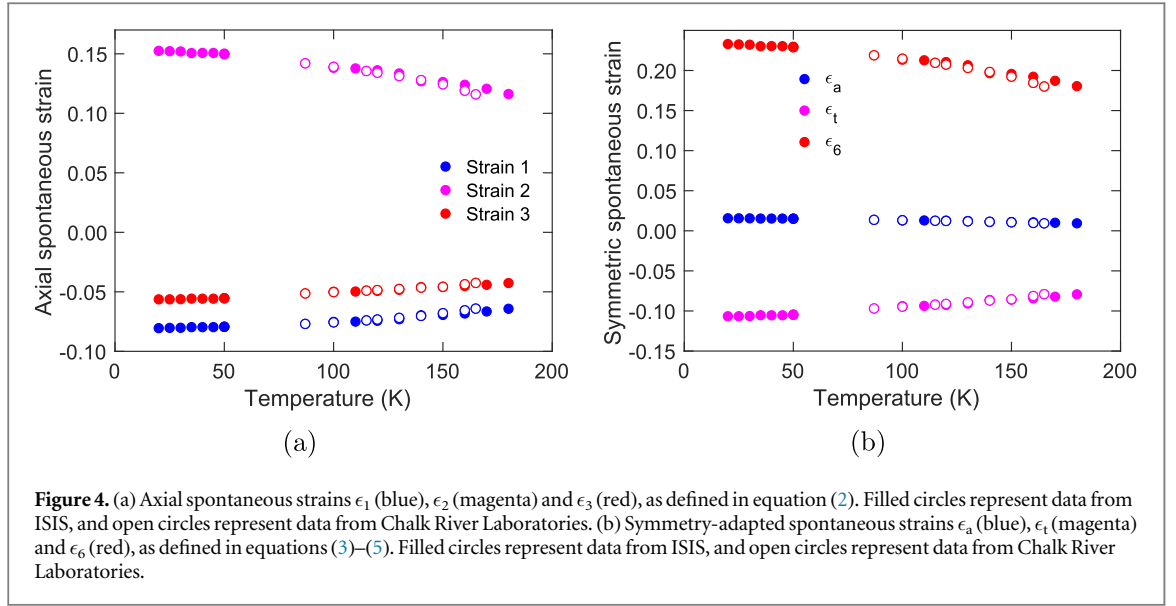 0.15
0.10
0.05
0.00
-0.05
-0.10
Axial spontaneous strain
Strain 1
Strain 2
Strain 3
0 50 100 150 200
Temperature (K)
(a)
0.20
0.15
0.10
0.05
0.00
-0.05
-0.10
-0.15
Symmetric spontaneous strain
ϵa
ϵt
ϵ6
0 50 100 150 200
Temperature (K)
(b)
Figure 4. (a) Axial spontaneous strains ϵ1 (blue), ϵ2 (magenta) and ϵ3 (red), as defined in equation (2). Filled circles represent data from
ISIS, and open circles represent data from Chalk River Laboratories. (b) Symmetry-adapted spontaneous strains ϵa (blue), ϵt (magenta)
and ϵ6 (red), as defined in equations (3)–(5). Filled circles represent data from ISIS, and open circles represent data from Chalk River
Laboratories.